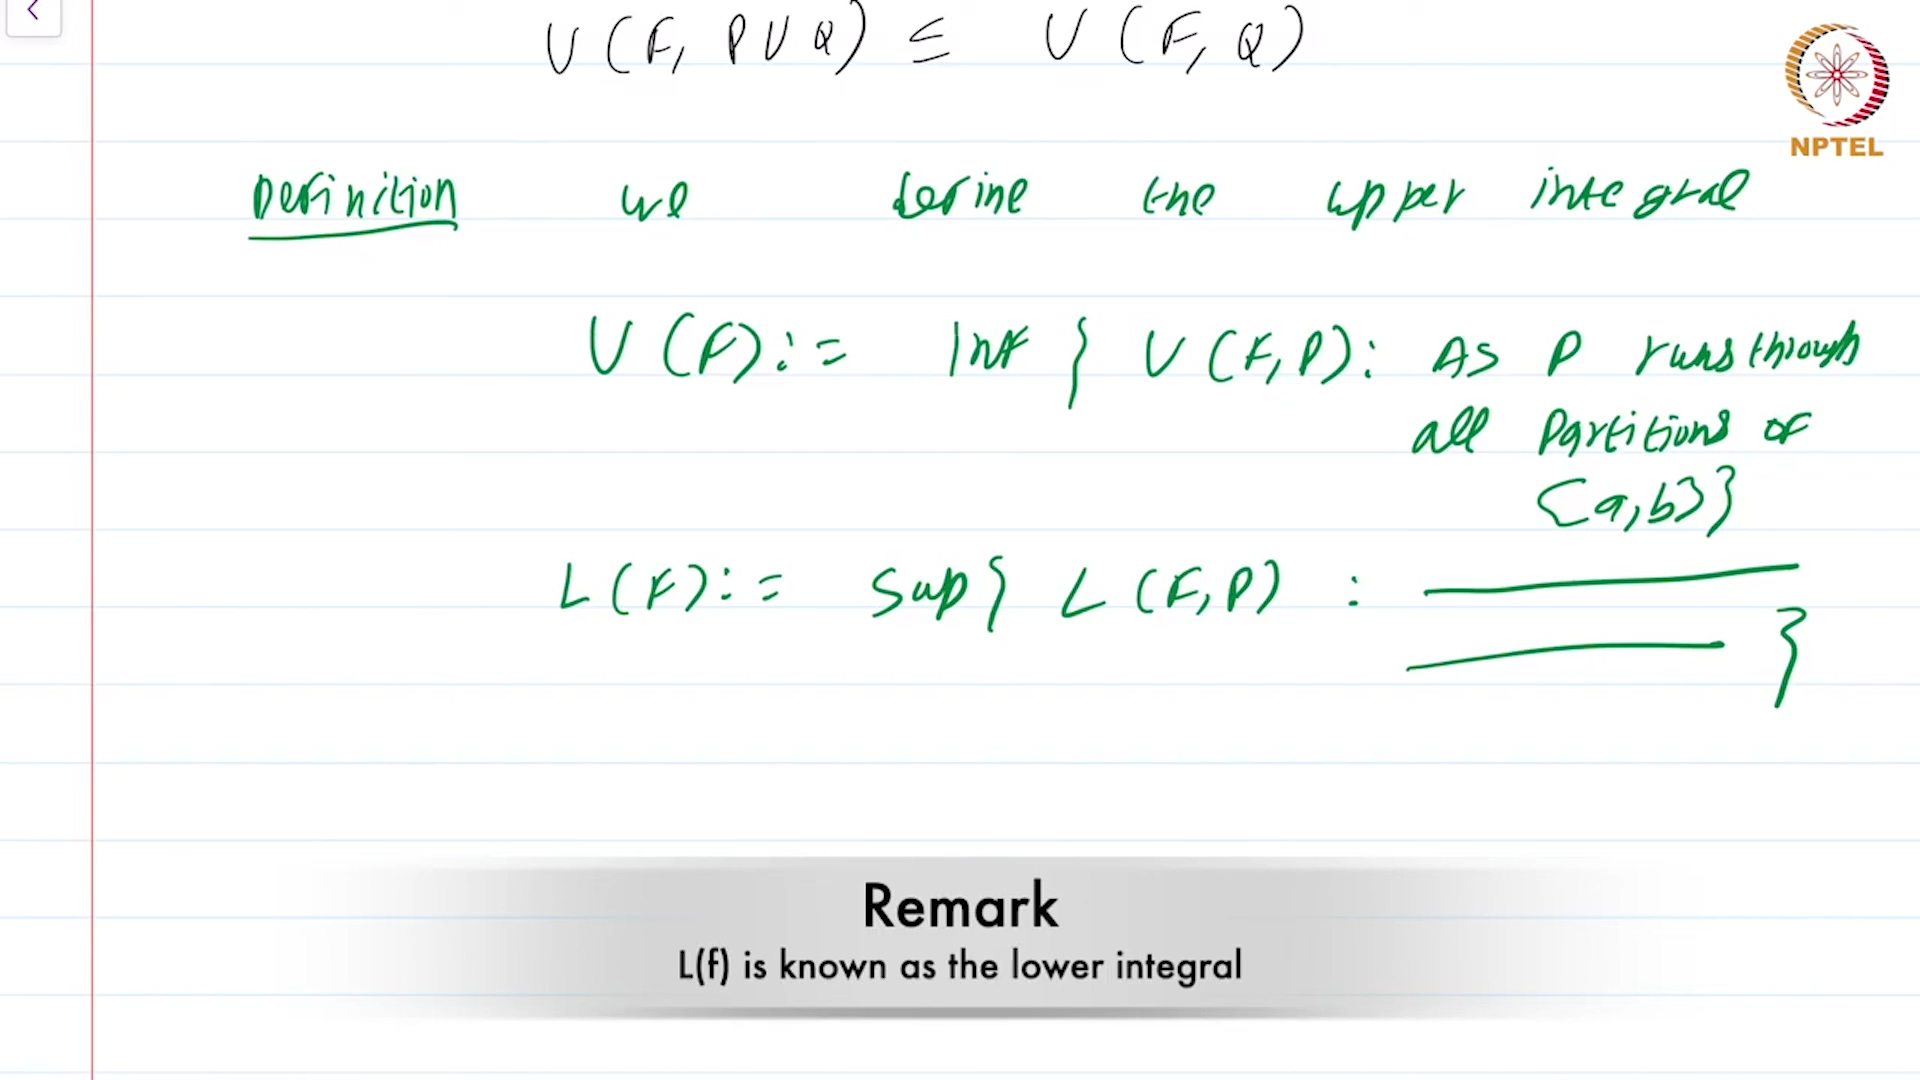 U(F, P ∪ Q) ≤ U(F, Q)
NPTEL
Definition we define the upper integral
U(F) := Inf { U(F,P): As P runs through
all Partitions of
[a,b] }
L(F) := Sup { L(F,P) :
}
Remark
L(f) is known as the lower integral